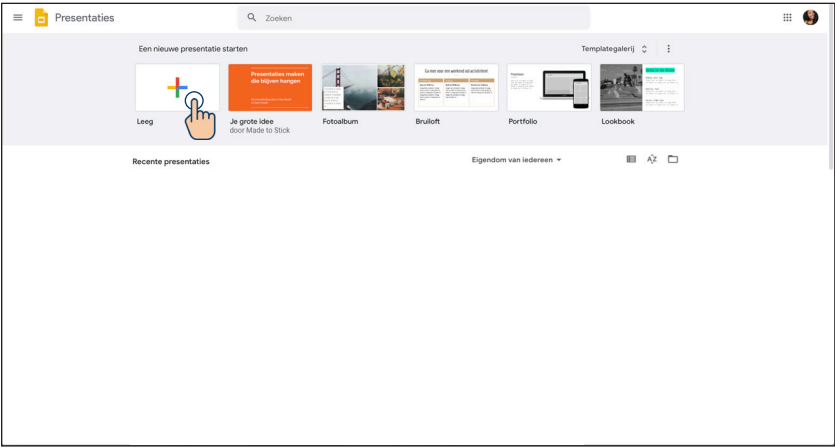 Presentaties
Zoeken
Een nieuwe presentatie starten
Templategalerij
Presentaties maken
die blijven hangen
Leeg
Je grote idee
door Made to Stick
Fotoalbum
Bruiloft
Portfolio
Lookbook
Recente presentaties
Eigendom van iedereen
AZ